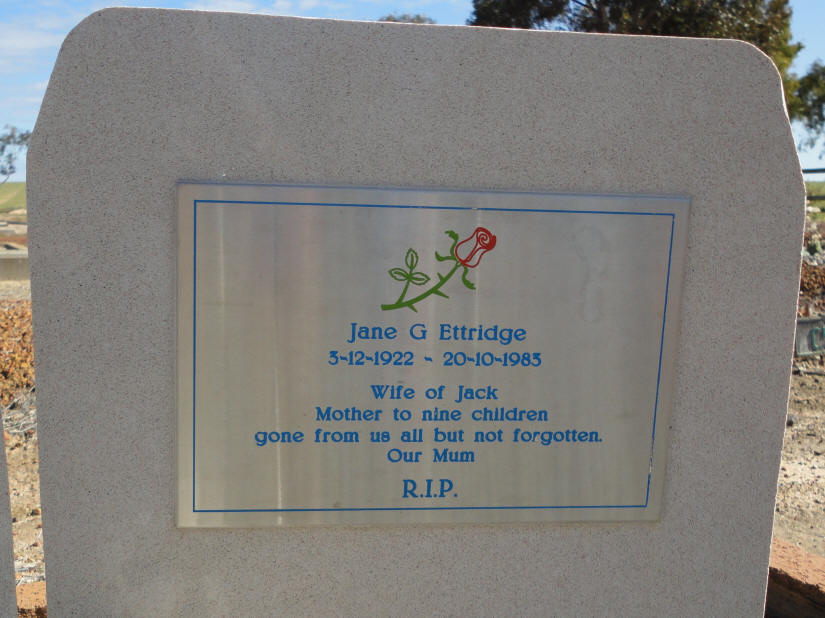 Jane G Ettridge
3-12-1922 - 20-10-1983
Wife of Jack
Mother to nine children
gone from us all but not forgotten.
Our Mum
R.I.P.